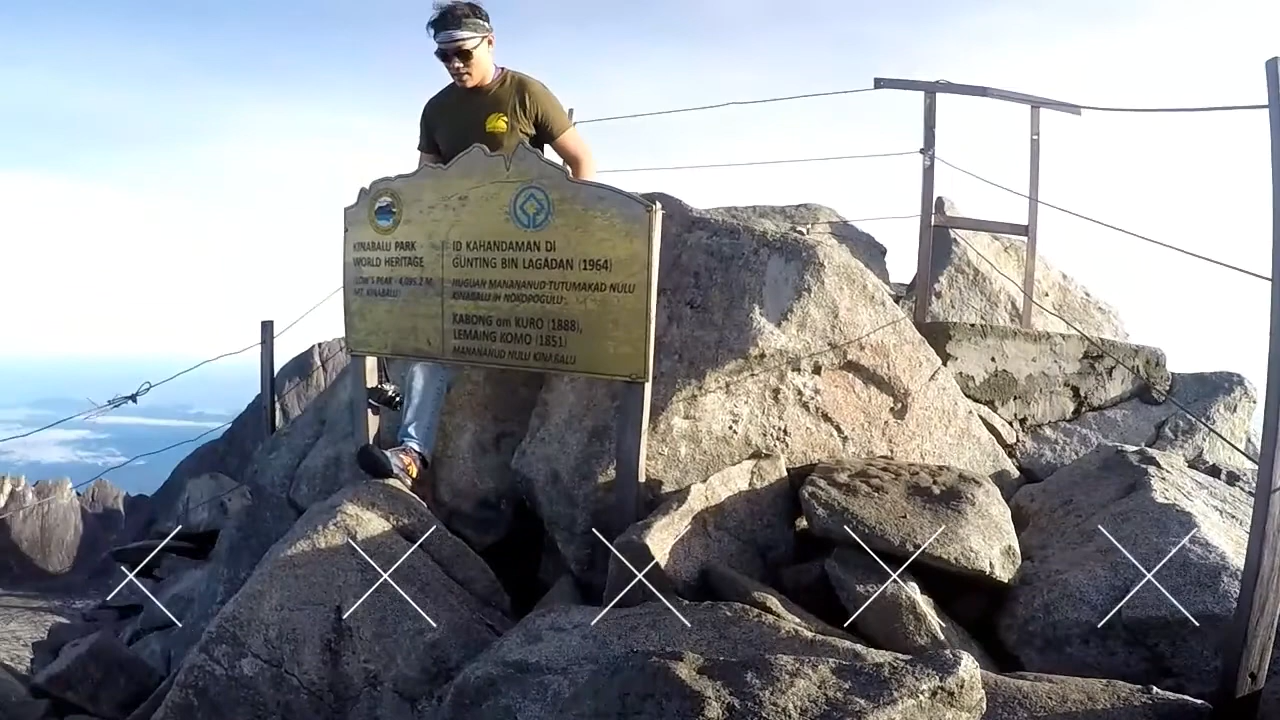 KINABALU PARK -
WORLD HERITAGE
LOW'S PEAK - 4,095.2 M
MT. KINABALU
ID KAHANDAMAN DI
GUNTING BIN LAGADAN (1964)
HUGUAN MANANANUD TUTUMAKAD NULU
KINABALU IH NOKOPOGULU.
KABONG om KURO (1888),
LEMAING KOMO (1851)
MANANANUD NULU KINABALU